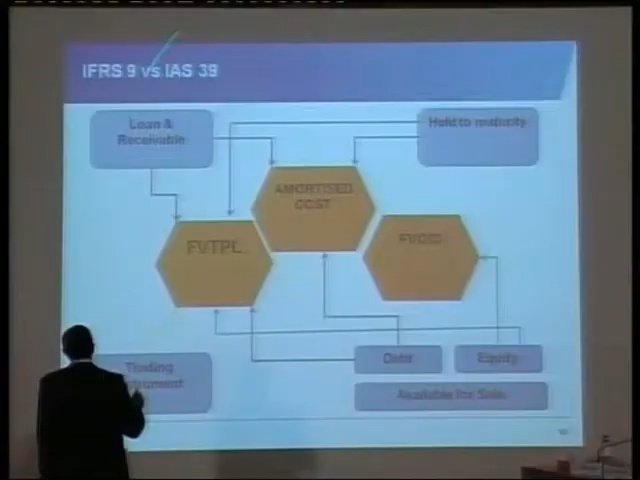 IFRS 9 vs IAS 39
Loan &
Receivable
Held to maturity
AMORTISED
COST
FVTPL
FVOCI
Debt
Equity
Trading
Available for Sale